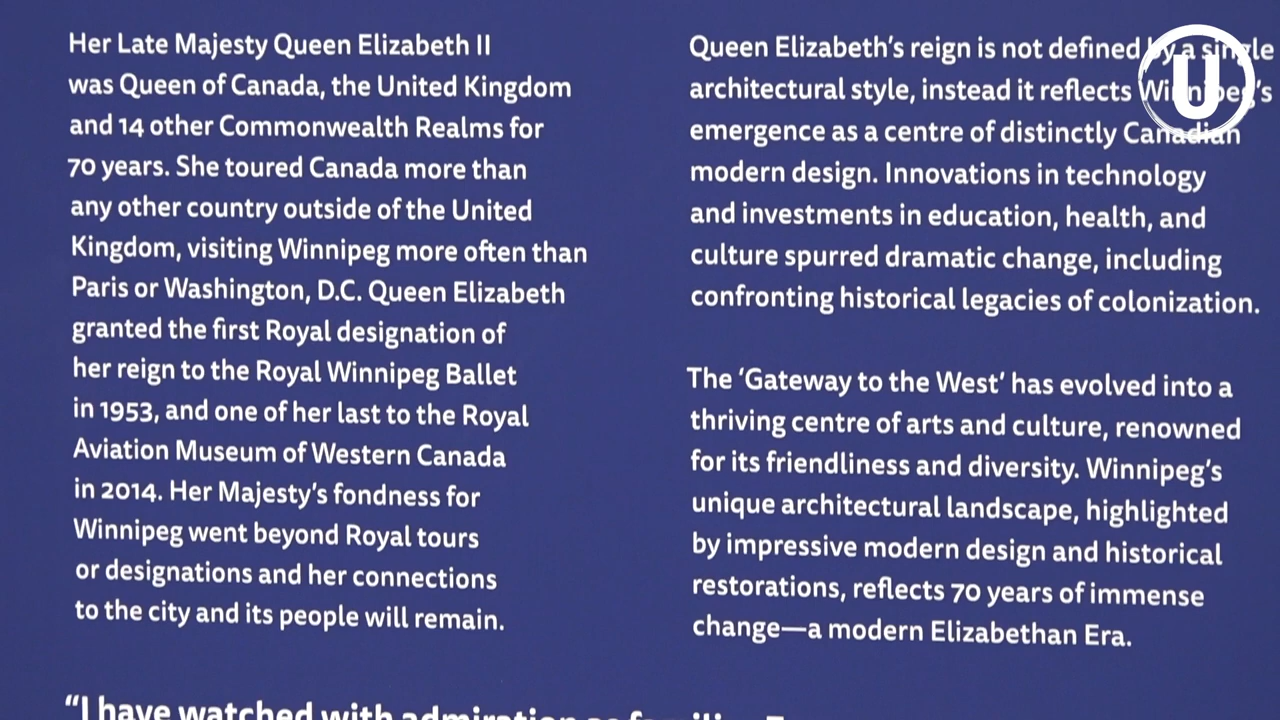 Her Late Majesty Queen Elizabeth II
was Queen of Canada, the United Kingdom
and 14 other Commonwealth Realms for
70 years. She toured Canada more than
any other country outside of the United
Kingdom, visiting Winnipeg more often than
Paris or Washington, D.C. Queen Elizabeth
granted the first Royal designation of
her reign to the Royal Winnipeg Ballet
in 1953, and one of her last to the Royal
Aviation Museum of Western Canada
in 2014. Her Majesty's fondness for
Winnipeg went beyond Royal tours
or designations and her connections
to the city and its people will remain.
Queen Elizabeth's reign is not defined by a single
architectural style, instead it reflects Winnipeg's
emergence as a centre of distinctly Canadian
modern design. Innovations in technology
and investments in education, health, and
culture spurred dramatic change, including
confronting historical legacies of colonization.
The 'Gateway to the West' has evolved into a
thriving centre of arts and culture, renowned
for its friendliness and diversity. Winnipeg's
unique architectural landscape, highlighted
by impressive modern design and historical
restorations, reflects 70 years of immense
change—a modern Elizabethan Era.
"I have watched with admiration as
U